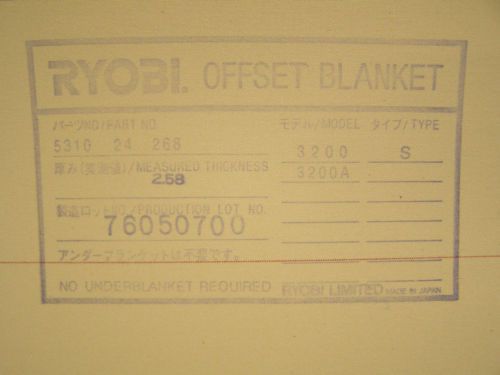 RYOBI. OFFSET BLANKET
パーツNO/PART NO.
5310 24 268
厚み(実測値)/MEASURED THICKNESS
2.58
製造ロットNO./PRODUCTION LOT NO.
76050700
アンダーブランケットは不要です。
NO UNDERBLANKET REQUIRED
モデル/MODEL タイプ/TYPE
3200 S
3200A
RYOBI LIMITED MADE IN JAPAN